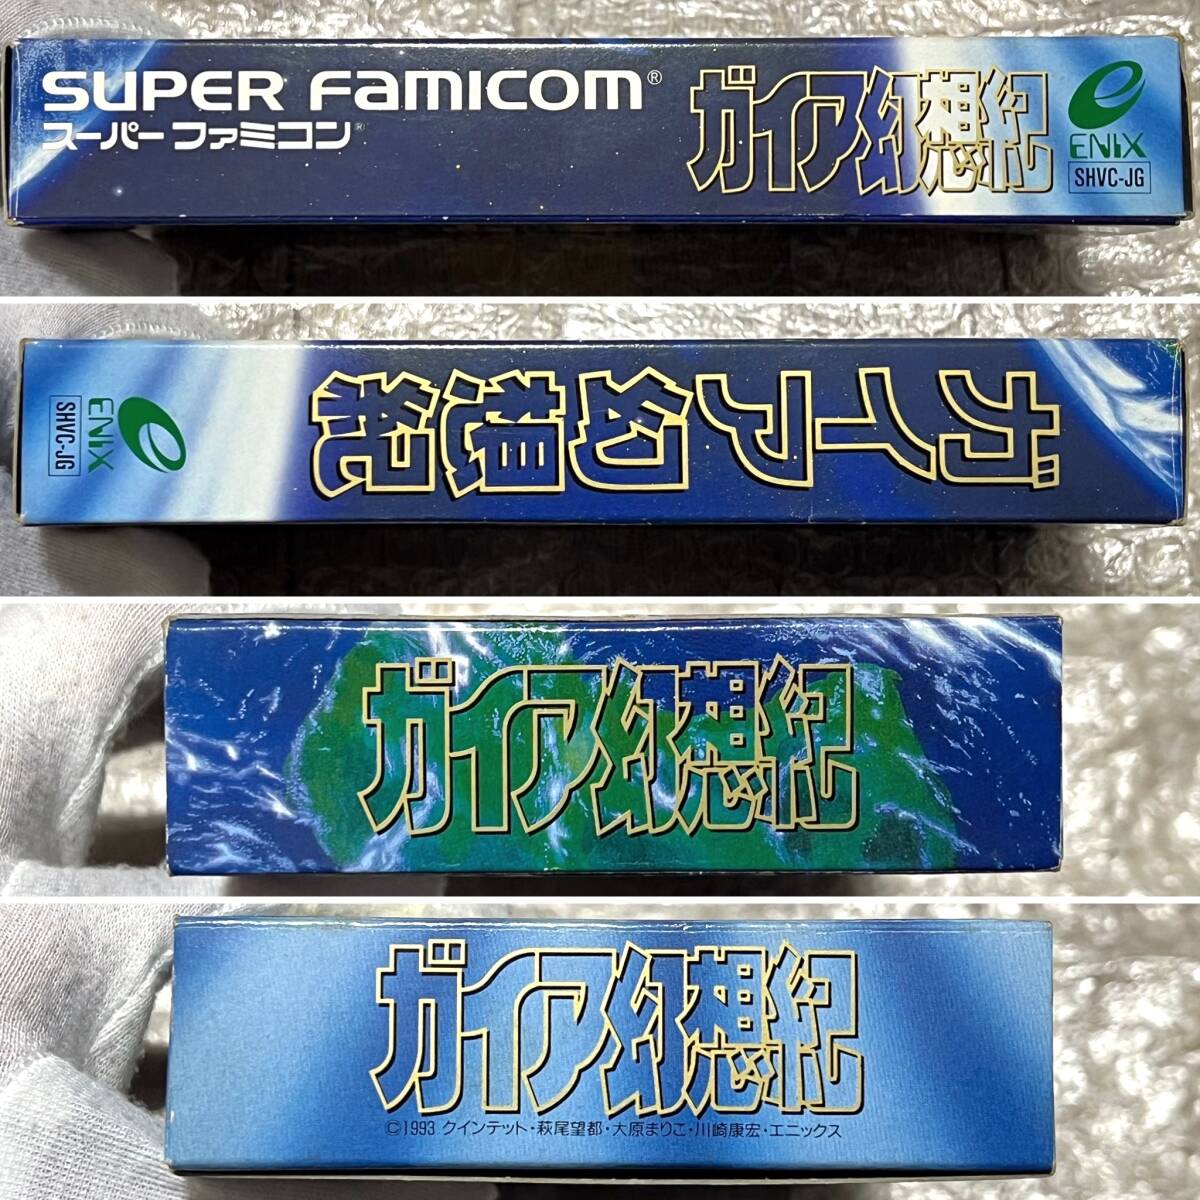 SUPER FAMICOM®
スーパーファミコン®
ガイア幻想紀
e
ENIX
SHVC-JG
ガイア幻想紀
e
ENIX
SHVC-JG
ガイア幻想紀
ガイア幻想紀
©1993 クインテット・萩尾望都・大原まりこ・川崎康宏・エニックス